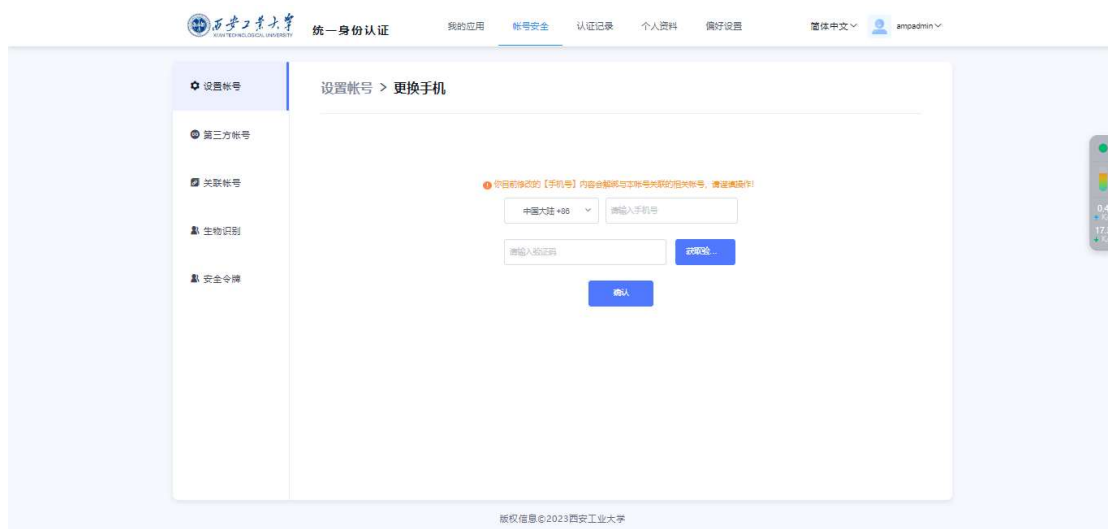 西安工业大学 统一身份认证 我的应用 帐号安全 认证记录 个人资料 偏好设置 简体中文 ampadmin
XI'AN TECHNOLOGICAL UNIVERSITY
设置帐号
设置帐号 > 更换手机
第三方帐号
关联帐号
你目前修改的【手机号】内容会解绑与本帐号关联的相关帐号，请谨慎操作!
中国大陆 +86 请输入手机号
生物识别
请输入验证码 获取验...
安全令牌
确认
版权信息©2023西安工业大学